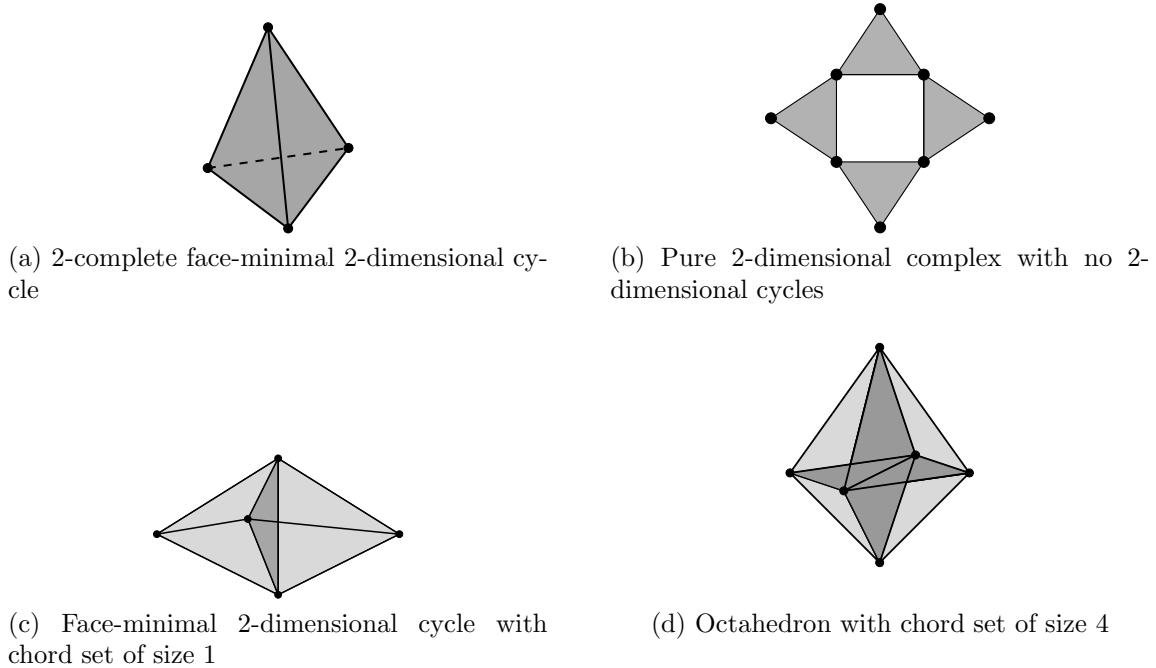 (a) 2-complete face-minimal 2-dimensional cy-
cle
(b) Pure 2-dimensional complex with no 2-
dimensional cycles
(c) Face-minimal 2-dimensional cycle with
chord set of size 1
(d) Octahedron with chord set of size 4